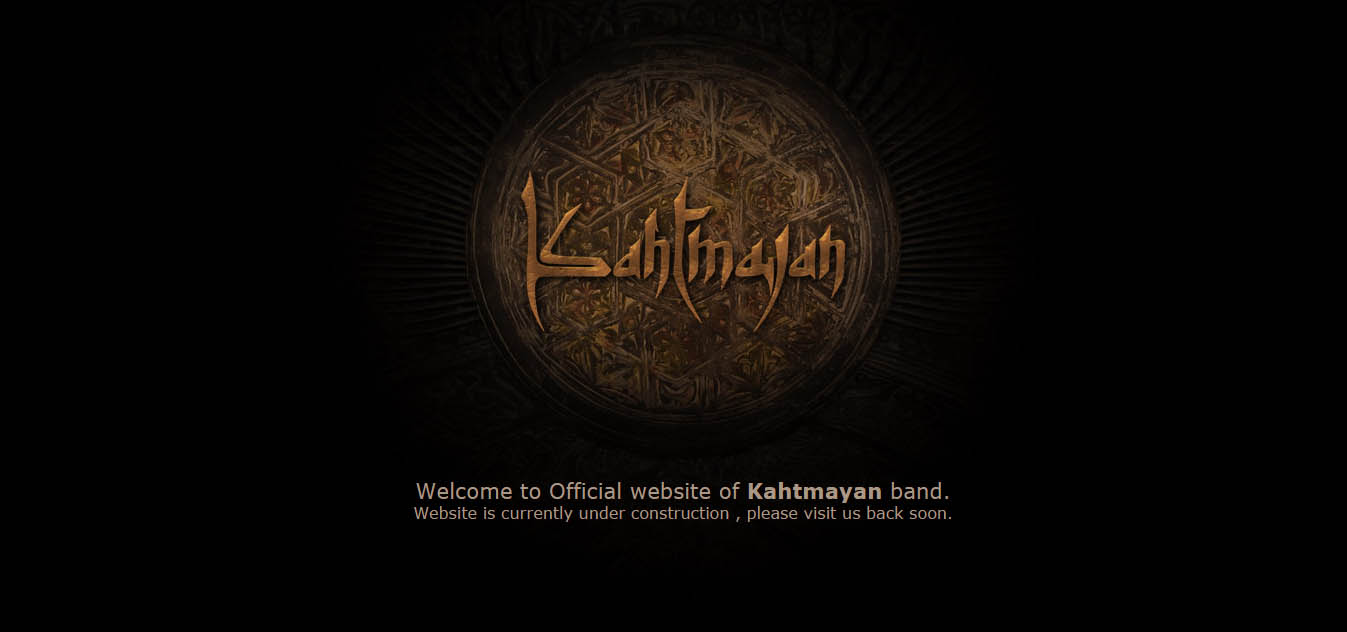 Kahtmayan
Welcome to Official website of Kahtmayan band.
Website is currently under construction , please visit us back soon.